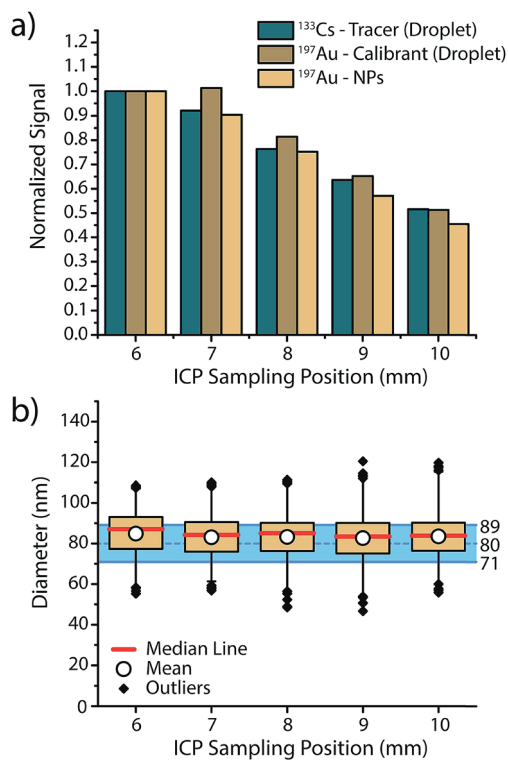 a)
¹³³Cs - Tracer (Droplet)
¹⁹⁷Au - Calibrant (Droplet)
¹⁹⁷Au - NPs
Normalized Signal
1.2
1.1
1.0
0.9
0.8
0.7
0.6
0.5
0.4
0.3
0.2
0.1
0.0
6 7 8 9 10
ICP Sampling Position (mm)
b)
Diameter (nm)
140
120
100
80
60
40
20
0
89
80
71
Median Line
Mean
Outliers
6 7 8 9 10
ICP Sampling Position (mm)